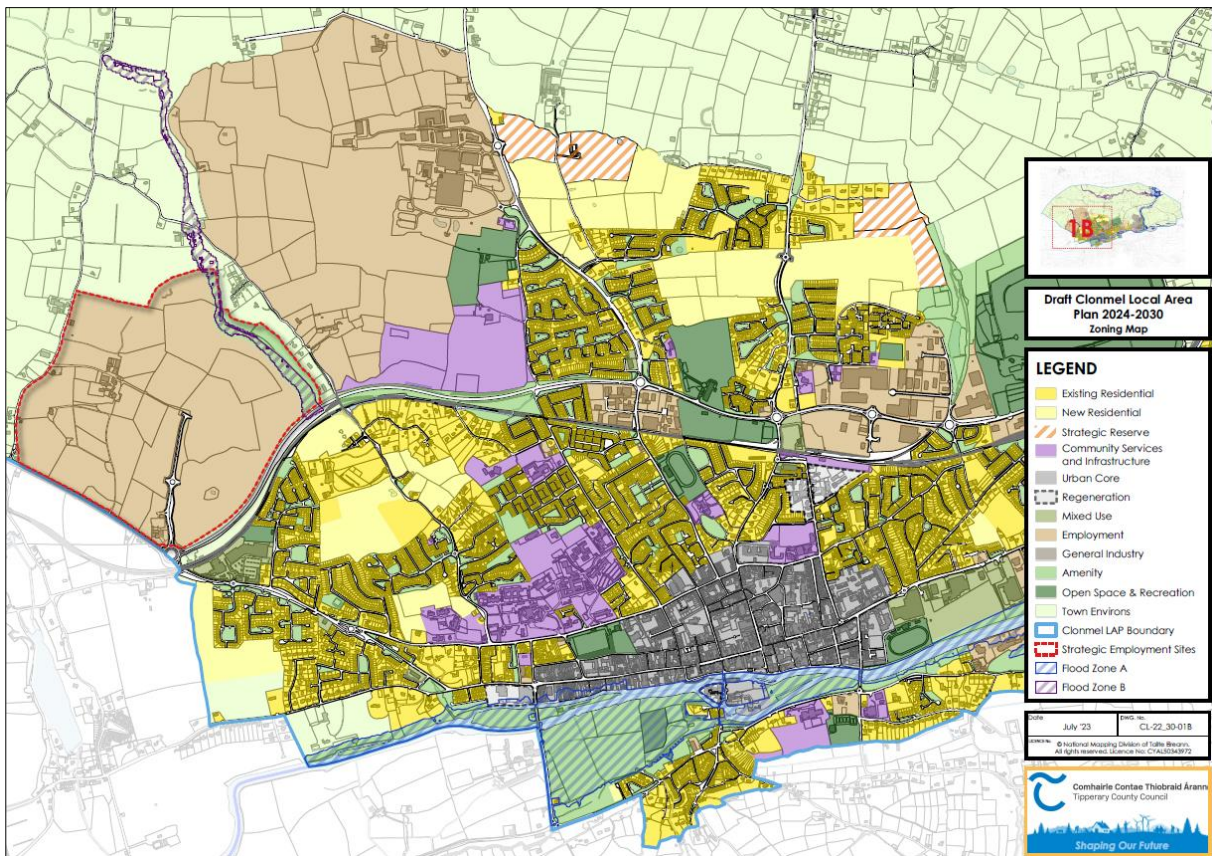 1B
Draft Clonmel Local Area
Plan 2024-2030
Zoning Map
LEGEND
Existing Residential
New Residential
Strategic Reserve
Community Services
and Infrastructure
Urban Core
Regeneration
Mixed Use
Employment
General Industry
Amenity
Open Space & Recreation
Town Environs
Clonmel LAP Boundary
Strategic Employment Sites
Flood Zone A
Flood Zone B
Date
July '23
DWG. No.
CL-22_30-01B
© National Mapping Division of Tailte Éireann.
All rights reserved. Licence No: CYAL50343972
Comhairle Contae Thiobraid Árann
Tipperary County Council
Shaping Our Future